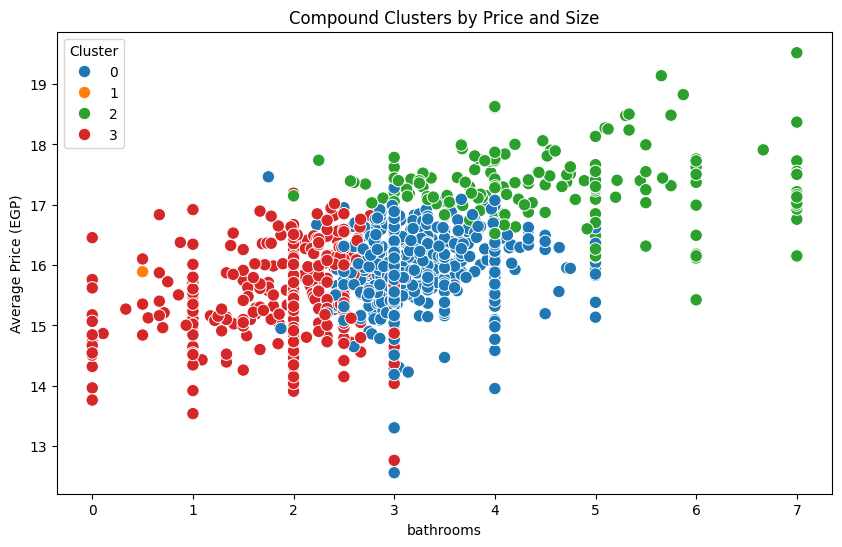 Compound Clusters by Price and Size
Cluster
0
1
2
3
Average Price (EGP)
19
18
17
16
15
14
13
0 1 2 3 4 5 6 7
bathrooms